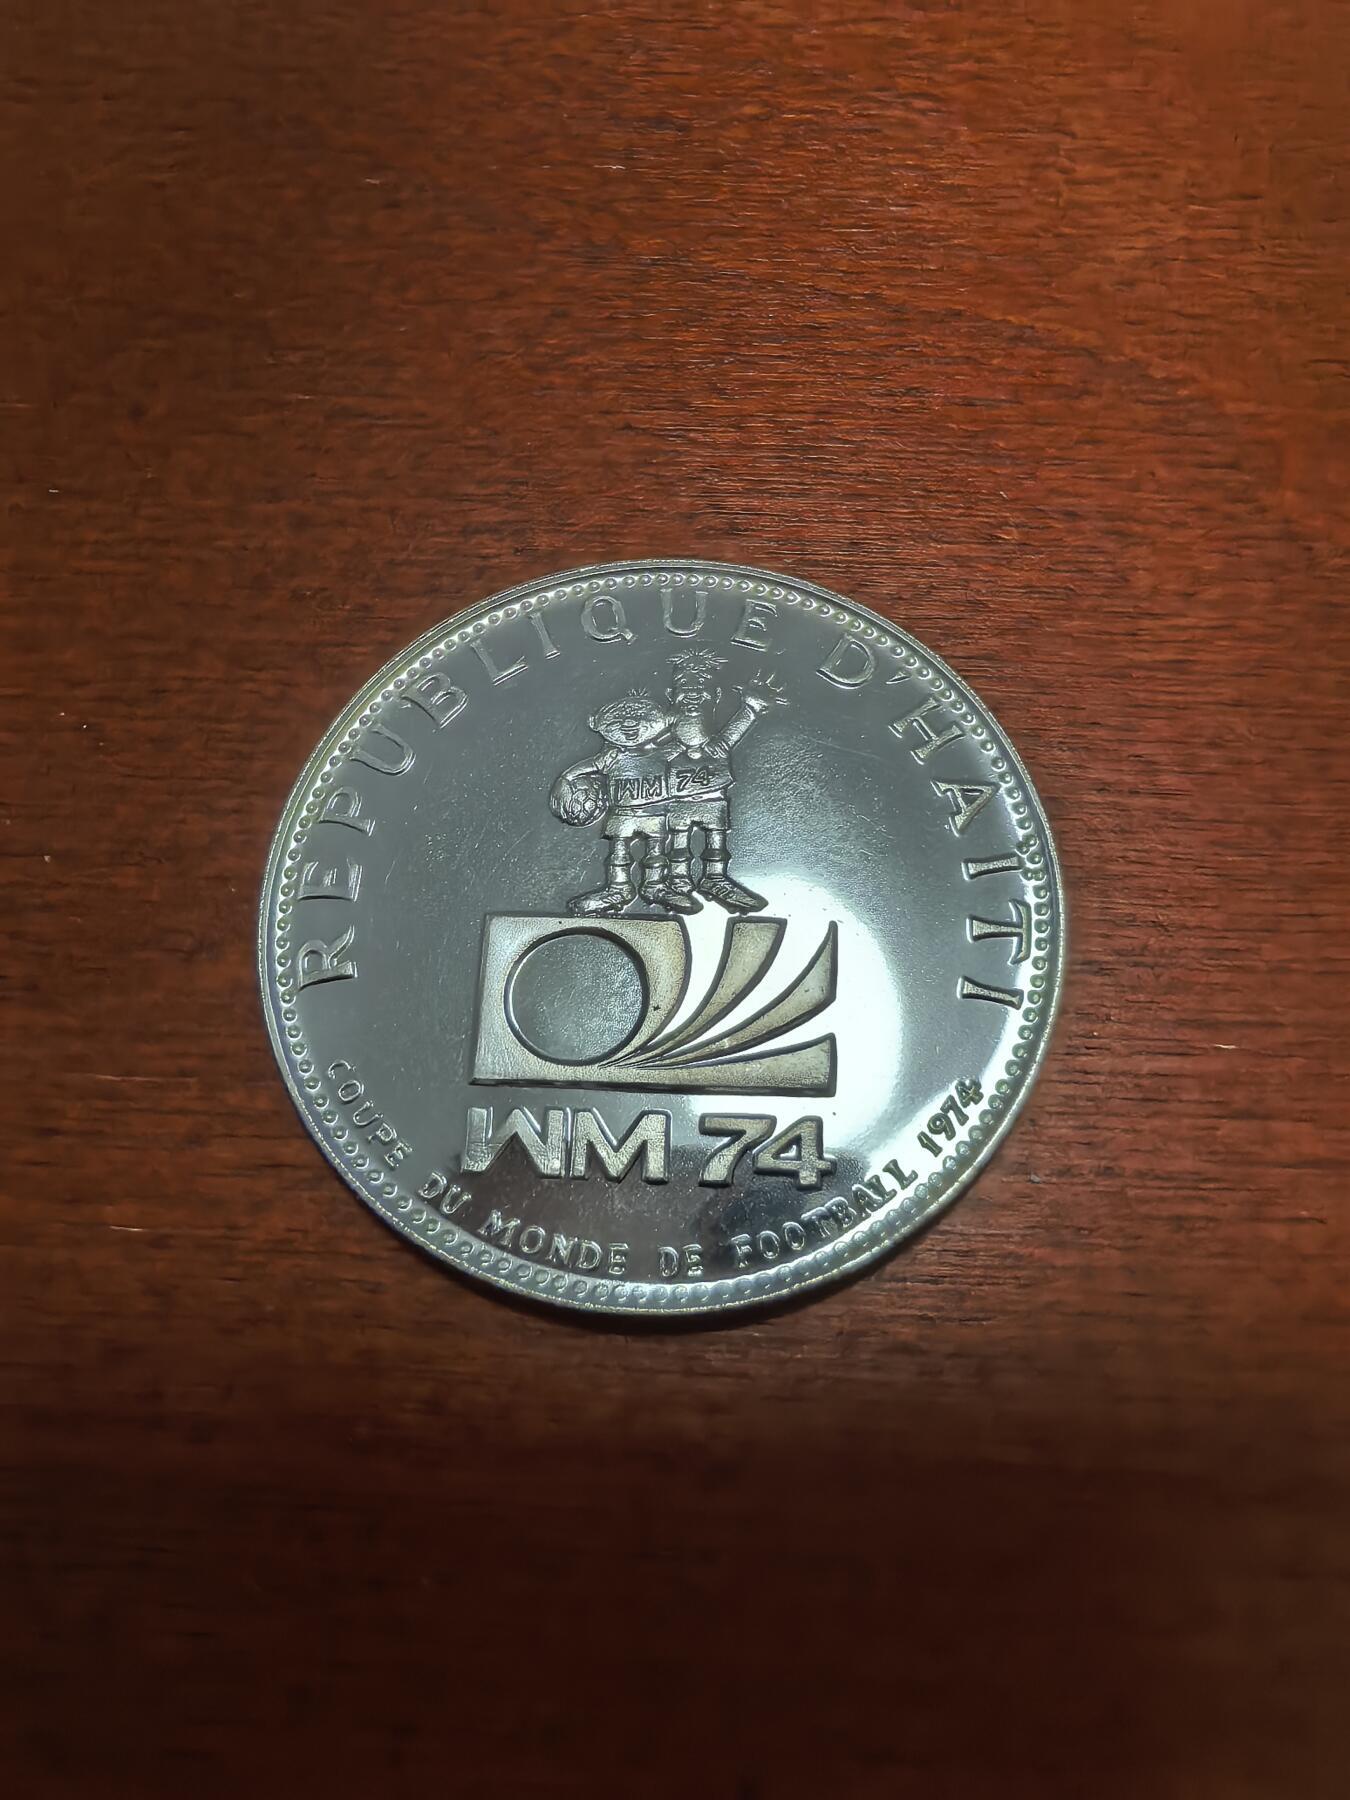 REPUBLIQUE D'HAITI
WM 74
WM 74
COUPE DU MONDE DE FOOTBALL 1974